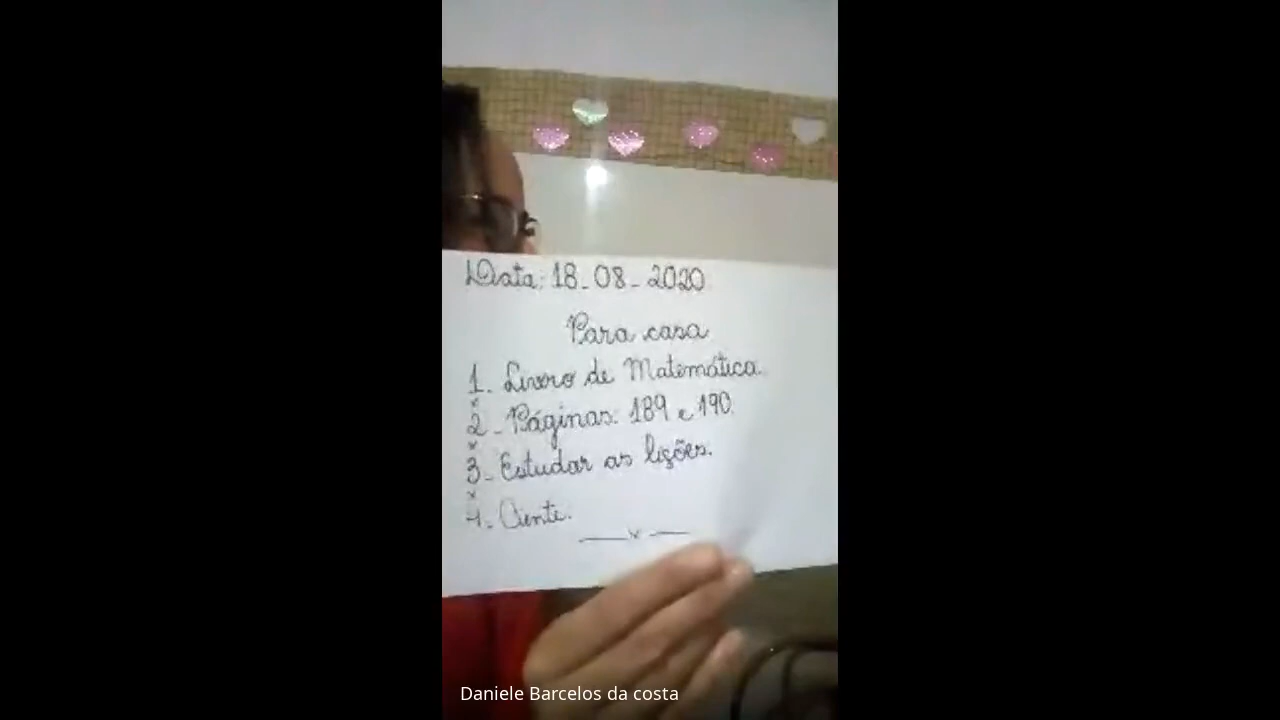 Data: 18-08-2020
Para casa
1. Livro de Matemática.
x
2- Páginas: 189 e 190.
x
3- Estudar as lições.
x
4. Ciente.
x
Daniele Barcelos da costa